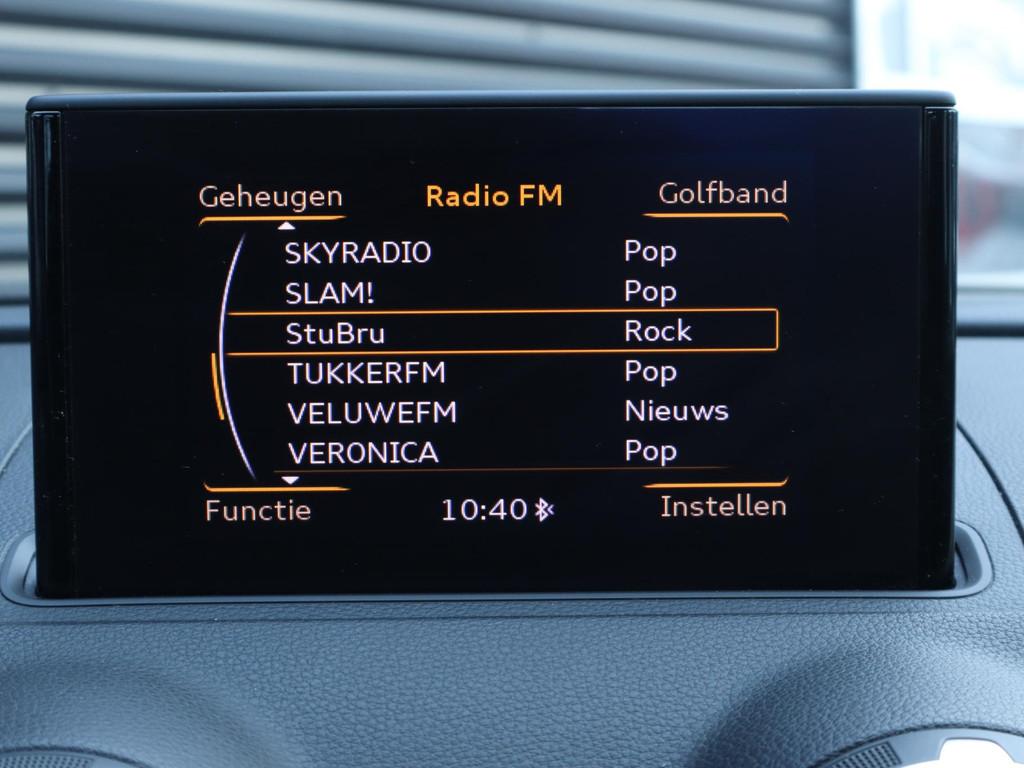 Geheugen Radio FM Golfband
SKYRADIO Pop
SLAM! Pop
StuBru Rock
TUKKERFM Pop
VELUWEFM Nieuws
VERONICA Pop
Functie 10:40 Instellen